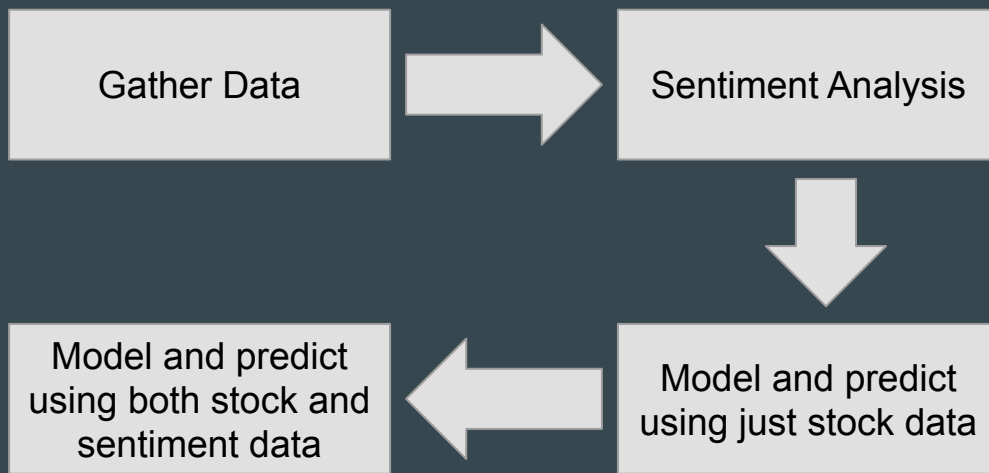 Gather Data
Sentiment Analysis
Model and predict
using just stock data
Model and predict
using both stock and
sentiment data